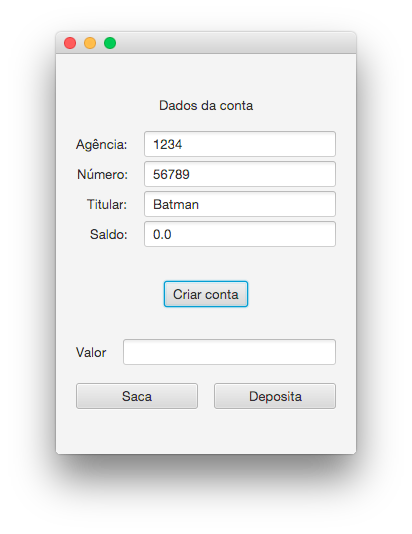 Dados da conta
Agência: 1234
Número: 56789
Titular: Batman
Saldo: 0.0
Criar conta
Valor
Saca Deposita